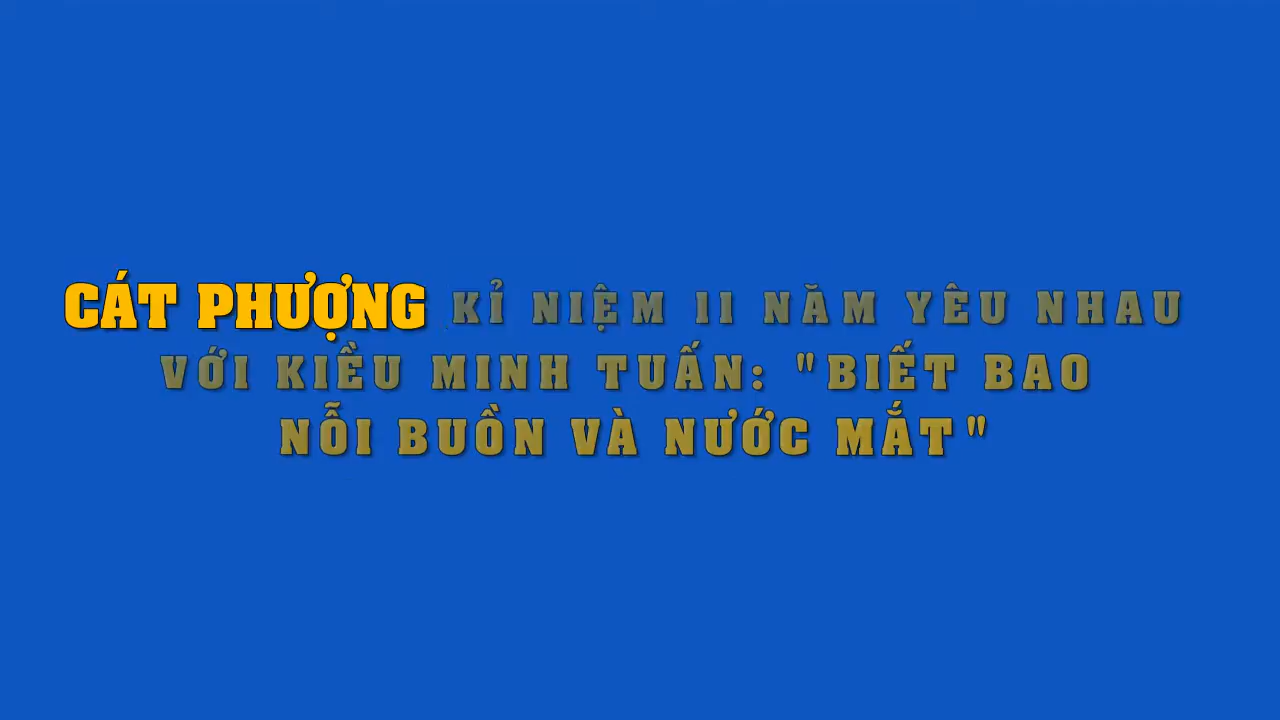 CÁT PHƯỢNG KỈ NIỆM 11 NĂM YÊU NHAU
VỚI KIỀU MINH TUẤN: "BIẾT BAO
NỖI BUỒN VÀ NƯỚC MẮT"